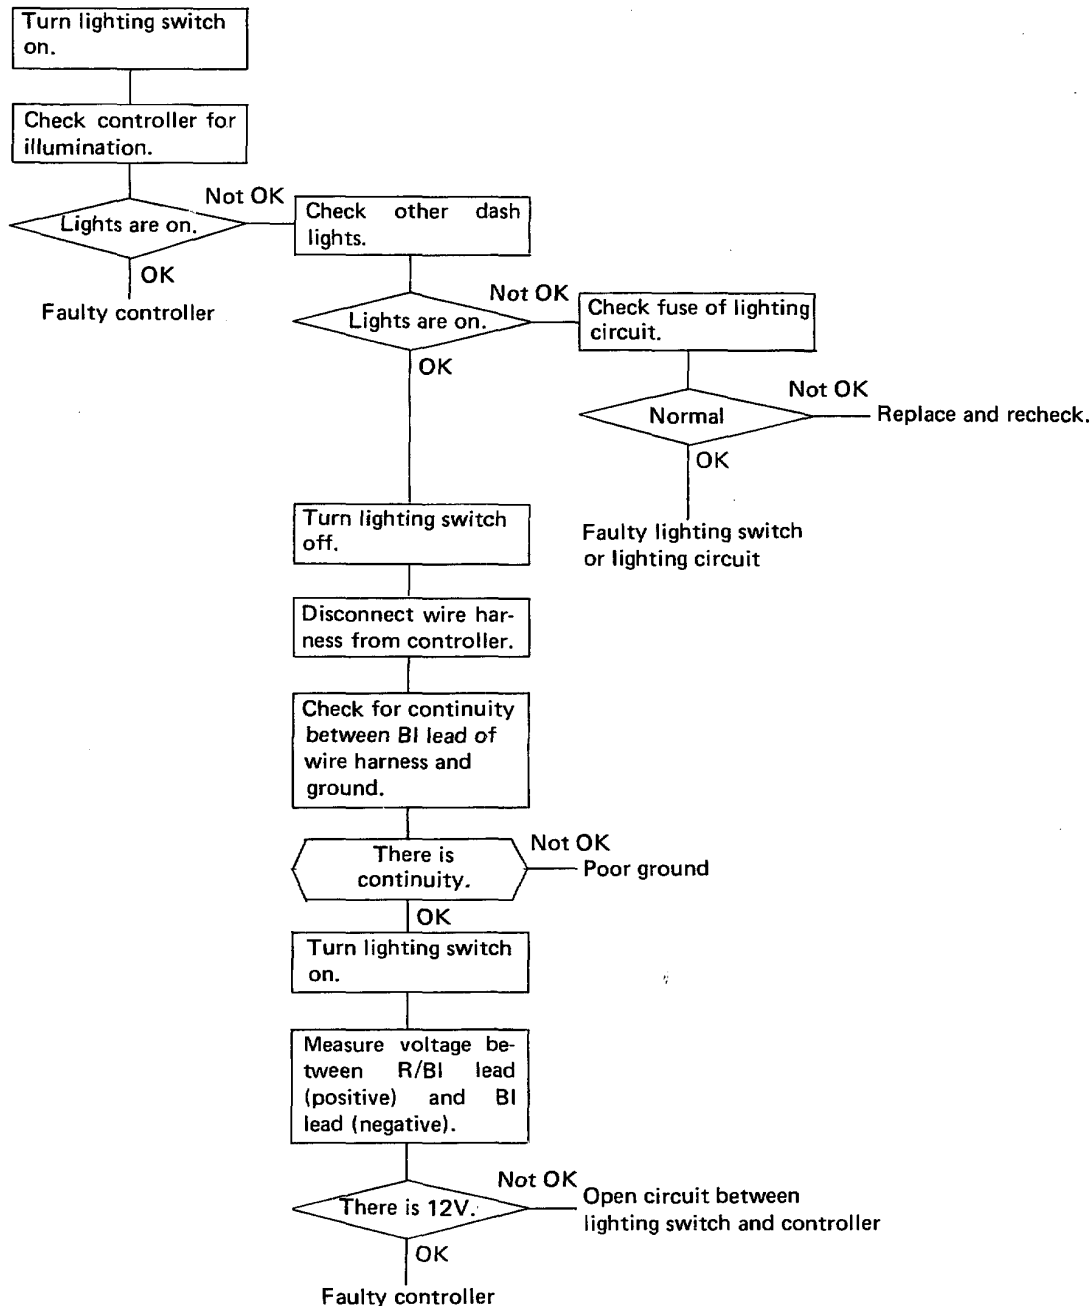 Turn lighting switch
on.
Check controller for
illumination.
Not OK
Lights are on.
OK
Faulty controller
Check other dash
lights.
Not OK
Lights are on.
OK
Check fuse of lighting
circuit.
Not OK
Normal
Replace and recheck.
OK
Faulty lighting switch
or lighting circuit
Turn lighting switch
off.
Disconnect wire har-
ness from controller.
Check for continuity
between BI lead of
wire harness and
ground.
Not OK
There is
continuity.
Poor ground
OK
Turn lighting switch
on.
Measure voltage be-
tween R/BI lead
(positive) and BI
lead (negative).
Not OK
There is 12V.
Open circuit between
lighting switch and controller
OK
Faulty controller